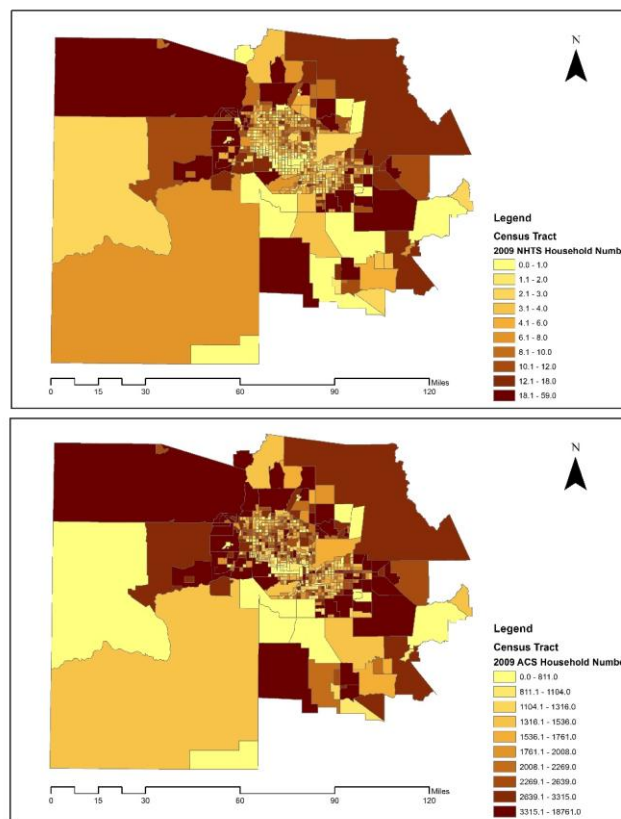 N
Legend
Census Tract
2009 NHTS Household Numb
0.0 - 1.0
1.1 - 2.0
2.1 - 3.0
3.1 - 4.0
4.1 - 6.0
6.1 - 8.0
8.1 - 10.0
10.1 - 12.0
12.1 - 18.0
18.1 - 59.0
Miles
0 15 30 60 90 120
N
Legend
Census Tract
2009 ACS Household Numbe
0.0 - 811.0
811.1 - 1104.0
1104.1 - 1316.0
1316.1 - 1536.0
1536.1 - 1761.0
1761.1 - 2008.0
2008.1 - 2269.0
2269.1 - 2639.0
2639.1 - 3315.0
3315.1 - 18761.0
Miles
0 15 30 60 90 120